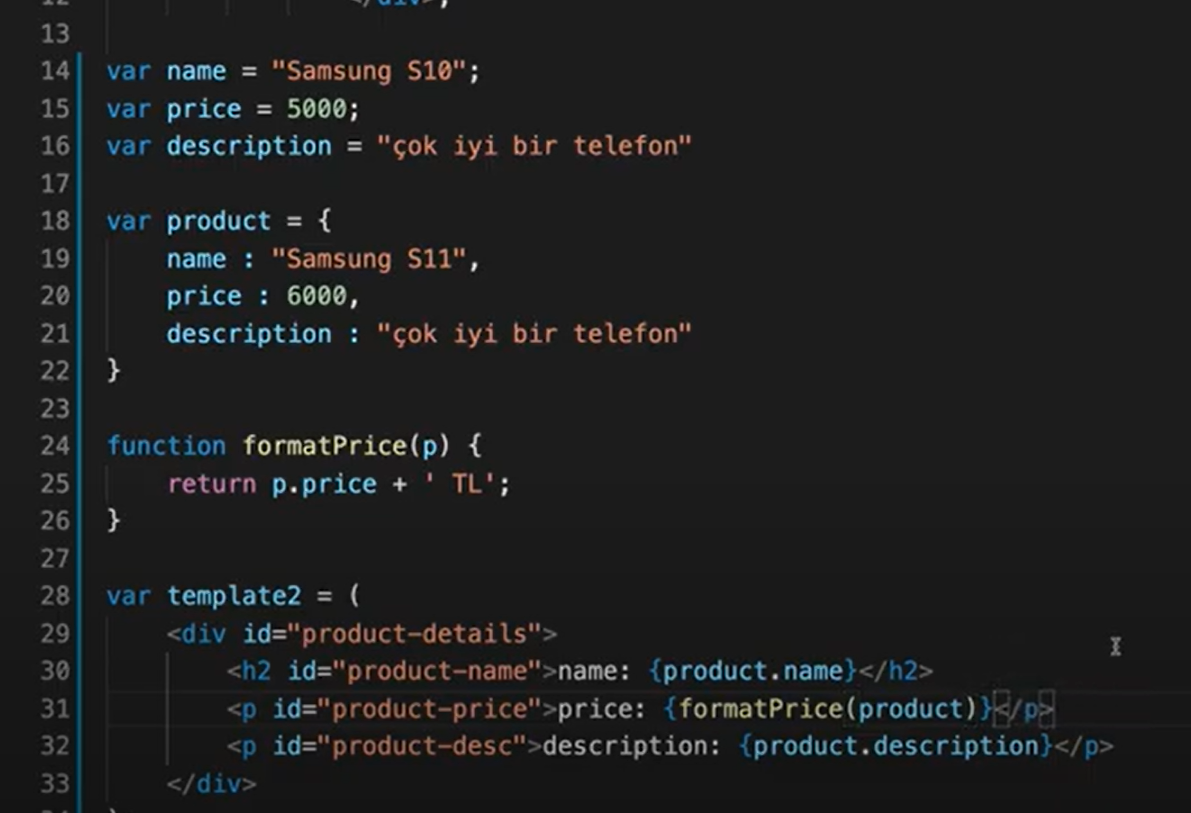 12 </div>;
13
14 var name = "Samsung S10";
15 var price = 5000;
16 var description = "çok iyi bir telefon"
17
18 var product = {
19 name : "Samsung S11",
20 price : 6000,
21 description : "çok iyi bir telefon"
22 }
23
24 function formatPrice(p) {
25 return p.price + ' TL';
26 }
27
28 var template2 = (
29 <div id="product-details">
30 <h2 id="product-name">name: {product.name}</h2>
31 <p id="product-price">price: {formatPrice(product)}</p>
32 <p id="product-desc">description: {product.description}</p>
33 </div>